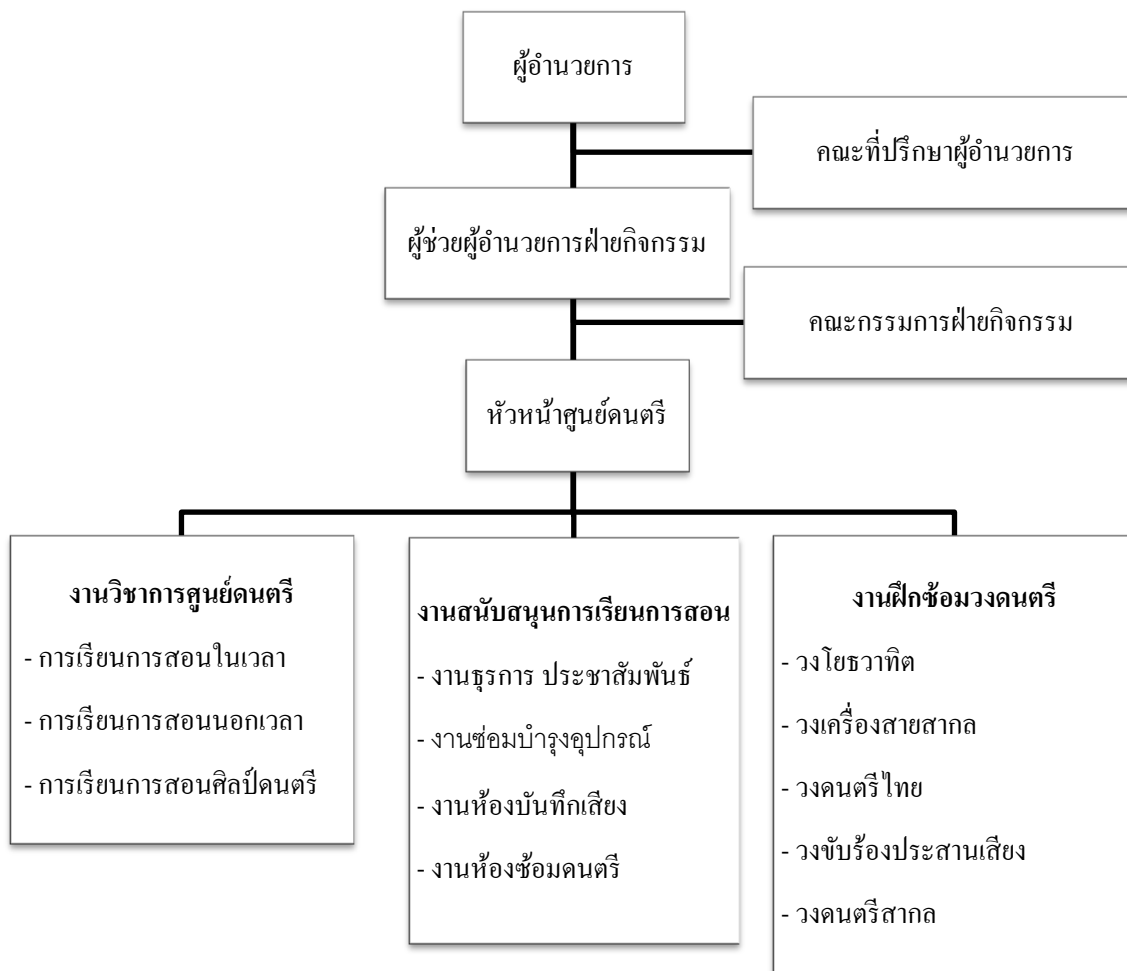 ผู้อำนวยการ
คณะที่ปรึกษาผู้อำนวยการ
ผู้ช่วยผู้อำนวยการฝ่ายกิจกรรม
คณะกรรมการฝ่ายกิจกรรม
หัวหน้าศูนย์ดนตรี
งานวิชาการศูนย์ดนตรี
- การเรียนการสอนในเวลา
- การเรียนการสอนนอกเวลา
- การเรียนการสอนศิลป์ดนตรี
งานสนับสนุนการเรียนการสอน
- งานธุรการ ประชาสัมพันธ์
- งานซ่อมบำรุงอุปกรณ์
- งานห้องบันทึกเสียง
- งานห้องซ้อมดนตรี
งานฝึกซ้อมวงดนตรี
- วงโยธวาทิต
- วงเครื่องสายสากล
- วงดนตรีไทย
- วงขับร้องประสานเสียง
- วงดนตรีสากล